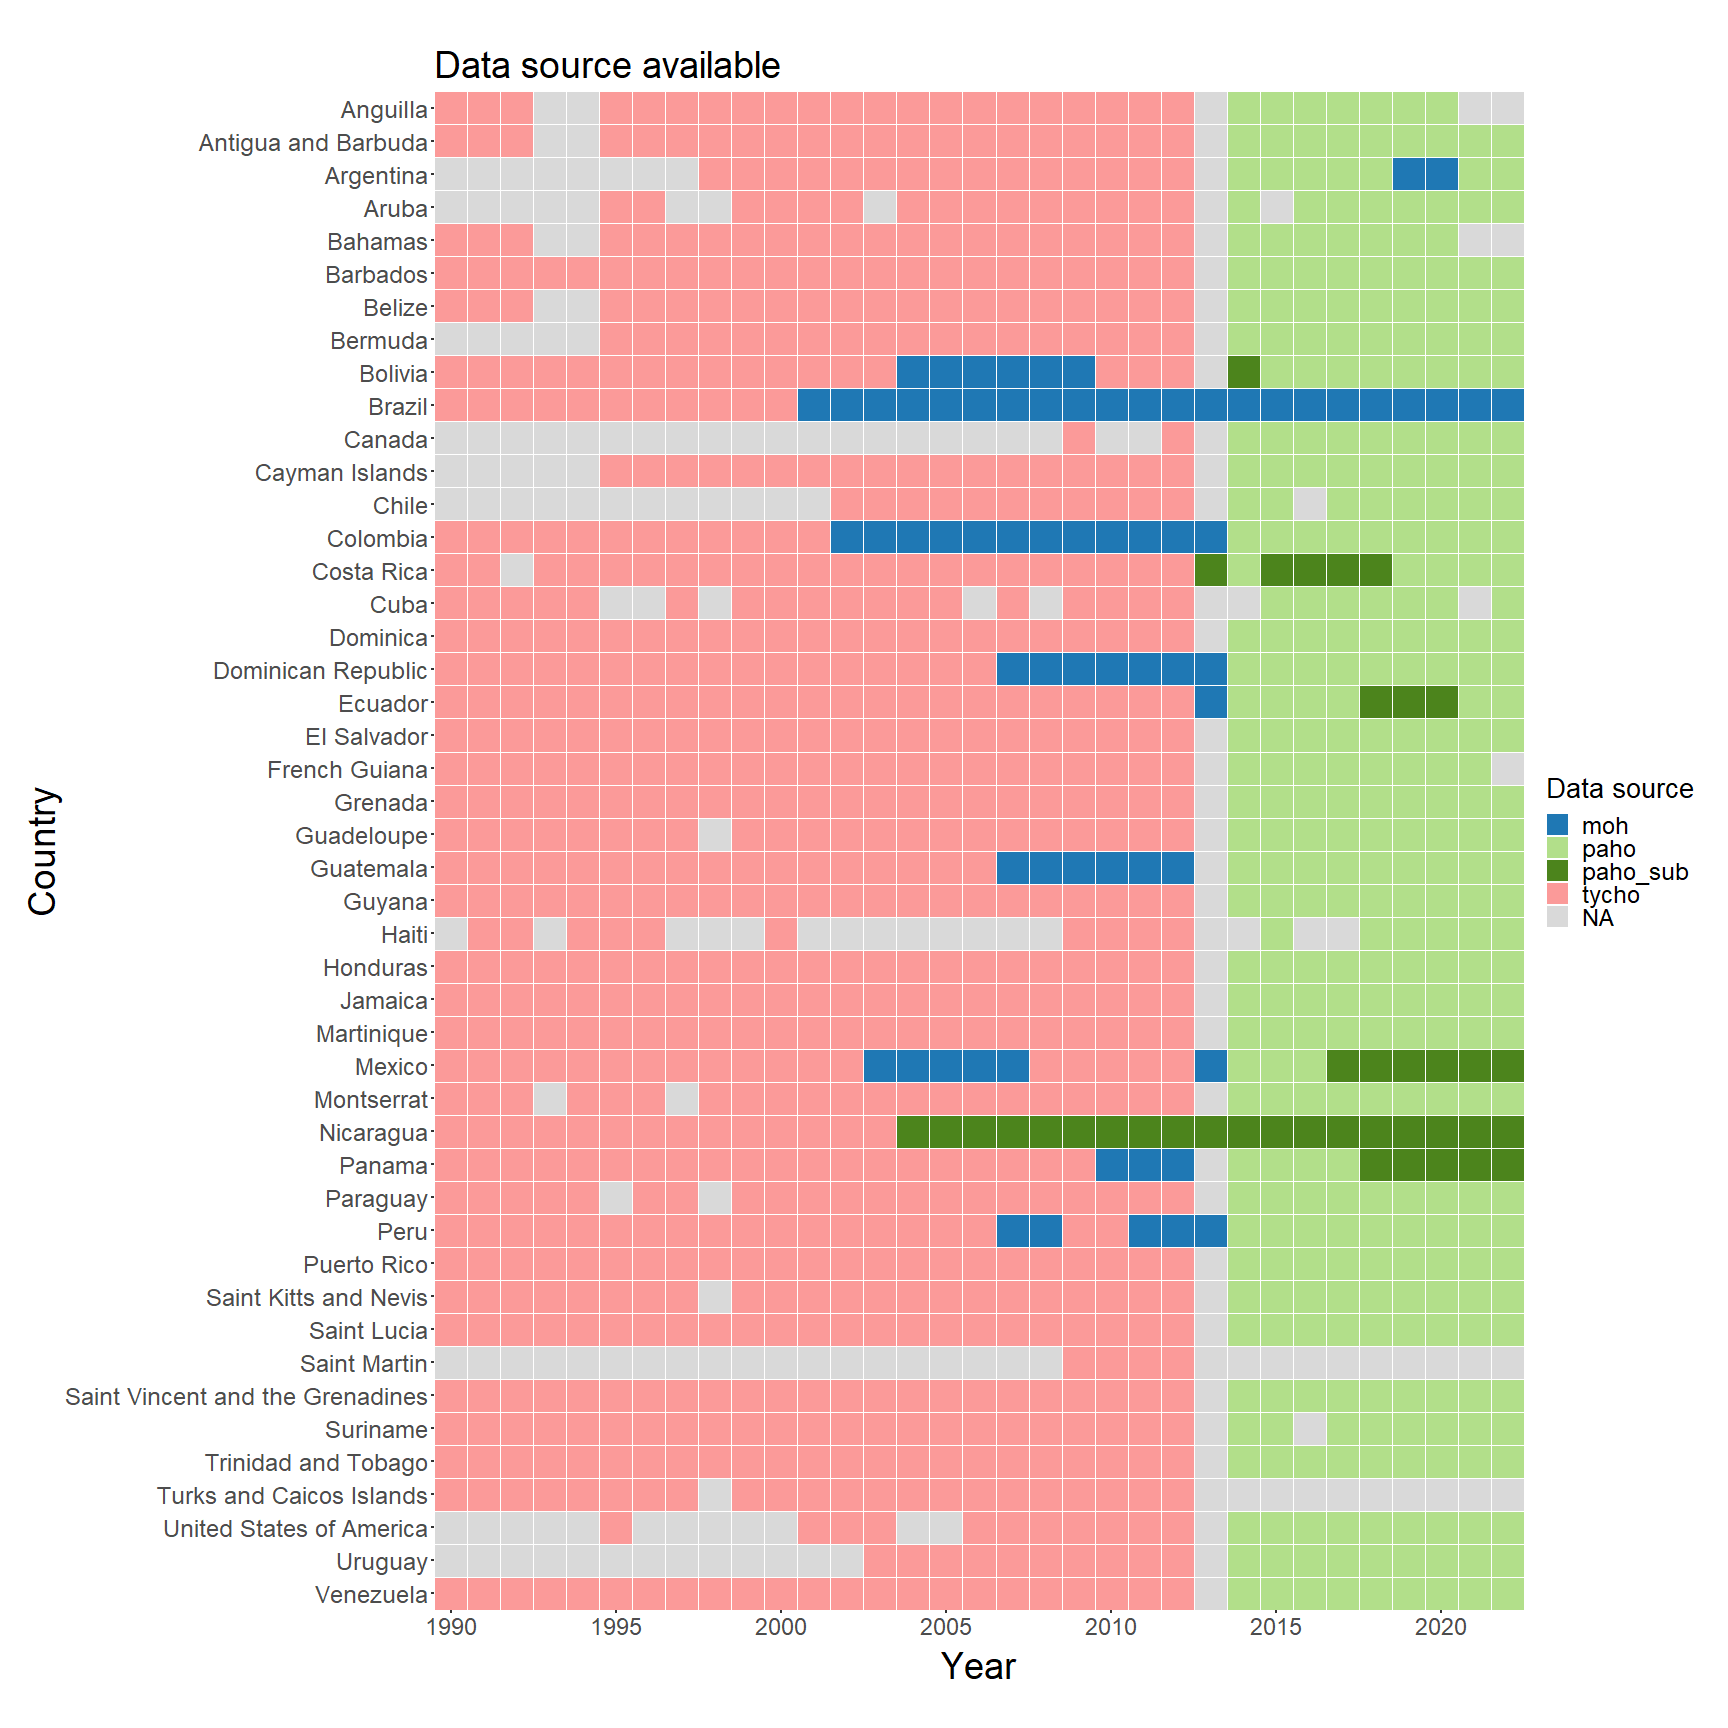 Data source available
Anguilla
Antigua and Barbuda
Argentina
Aruba
Bahamas
Barbados
Belize
Bermuda
Bolivia
Brazil
Canada
Cayman Islands
Chile
Colombia
Costa Rica
Cuba
Dominica
Dominican Republic
Ecuador
El Salvador
French Guiana
Grenada
Guadeloupe
Guatemala
Guyana
Haiti
Honduras
Jamaica
Martinique
Mexico
Montserrat
Nicaragua
Panama
Paraguay
Peru
Puerto Rico
Saint Kitts and Nevis
Saint Lucia
Saint Martin
Saint Vincent and the Grenadines
Suriname
Trinidad and Tobago
Turks and Caicos Islands
United States of America
Uruguay
Venezuela
Country
1990 1995 2000 2005 2010 2015 2020
Year
Data source
moh
paho
paho_sub
tycho
NA